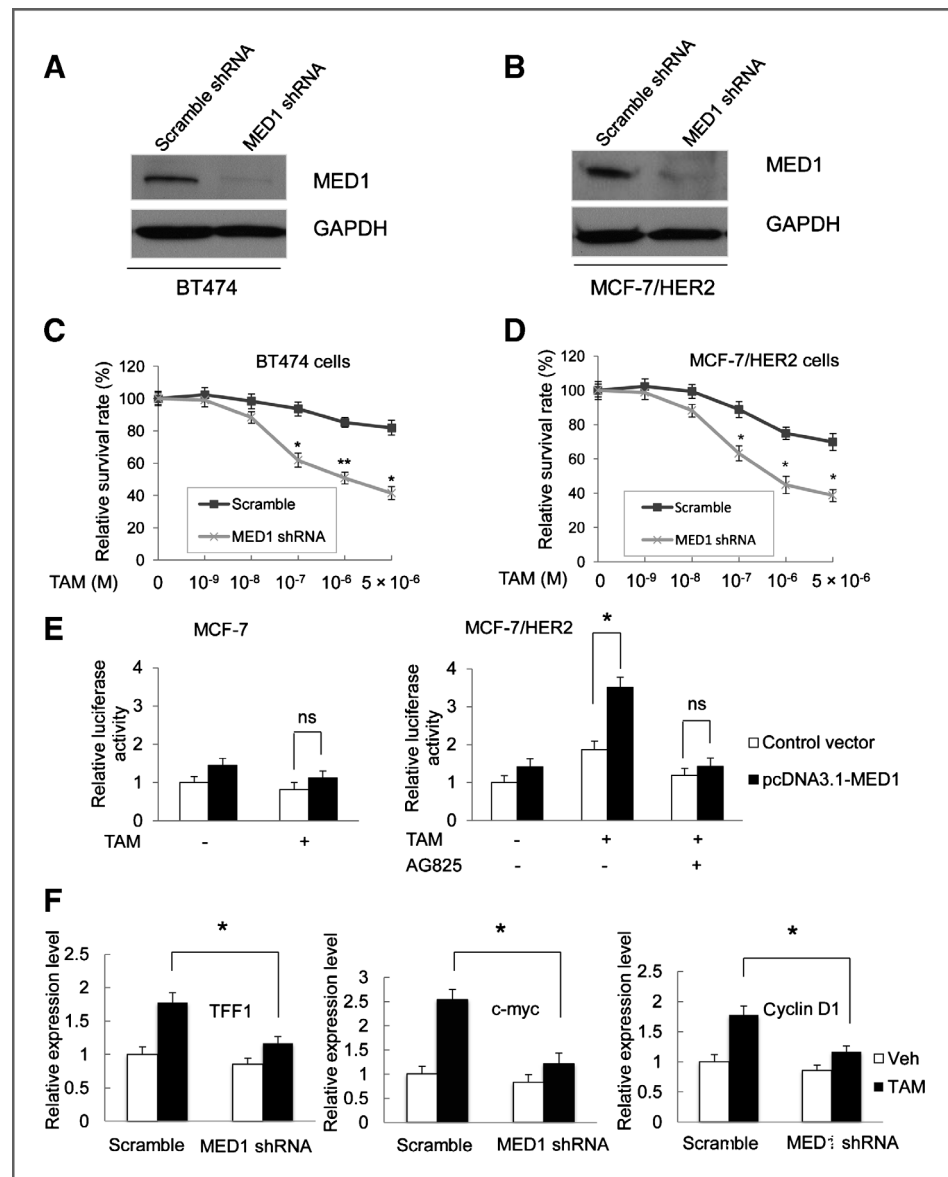 A
Scramble shRNA
MED1 shRNA
MED1
GAPDH
BT474
B
Scramble shRNA
MED1 shRNA
MED1
GAPDH
MCF-7/HER2
C
BT474 cells
Relative survival rate (%)
120
100
80
60
40
20
0
*
**
*
Scramble
MED1 shRNA
TAM (M)
0 10⁻⁹ 10⁻⁸ 10⁻⁷ 10⁻⁶ 5 × 10⁻⁶
D
MCF-7/HER2 cells
Relative survival rate (%)
120
100
80
60
40
20
0
*
*
*
Scramble
MED1 shRNA
TAM (M)
0 10⁻⁹ 10⁻⁸ 10⁻⁷ 10⁻⁶ 5 × 10⁻⁶
E
MCF-7
Relative luciferase
activity
4
3
2
1
0
ns
TAM - +
MCF-7/HER2
Relative luciferase
activity
4
3
2
1
0
*
ns
Control vector
pcDNA3.1-MED1
TAM - + +
AG825 - - +
F
Relative expression level
2.5
2
1.5
1
0.5
0
*
TFF1
Scramble MED1 shRNA
Relative expression level
3
2.5
2
1.5
1
0.5
0
*
c-myc
Scramble MED1 shRNA
Relative expression level
2.5
2
1.5
1
0.5
0
*
Cyclin D1
Veh
TAM
Scramble MED1 shRNA